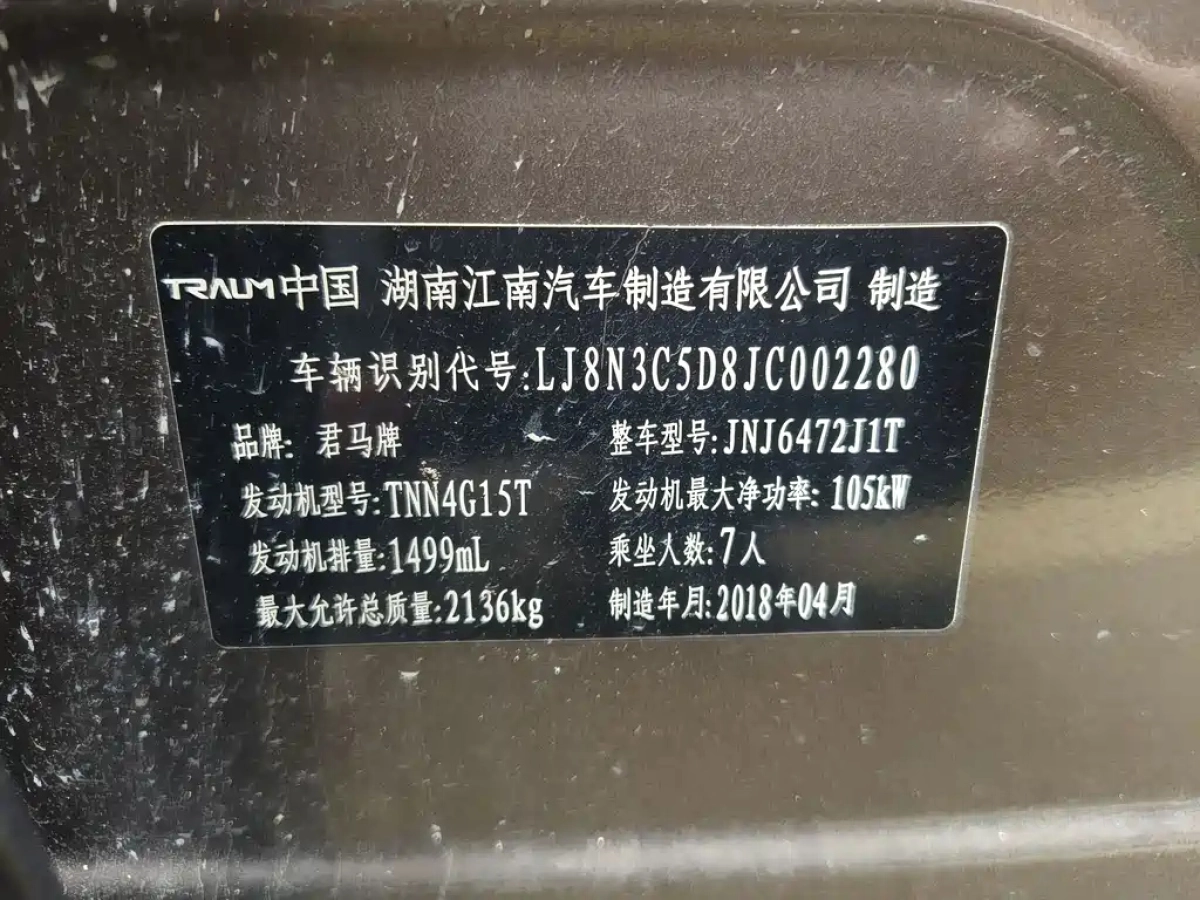 TRAUM中国 湖南江南汽车制造有限公司 制造
车辆识别代号:LJ8N3C5D8JC002280
品牌: 君马牌 整车型号:JNJ6472J1T
发动机型号:TNN4G15T 发动机最大净功率: 105kW
发动机排量:1499mL 乘坐人数:7人
最大允许总质量:2136kg 制造年月:2018年04月